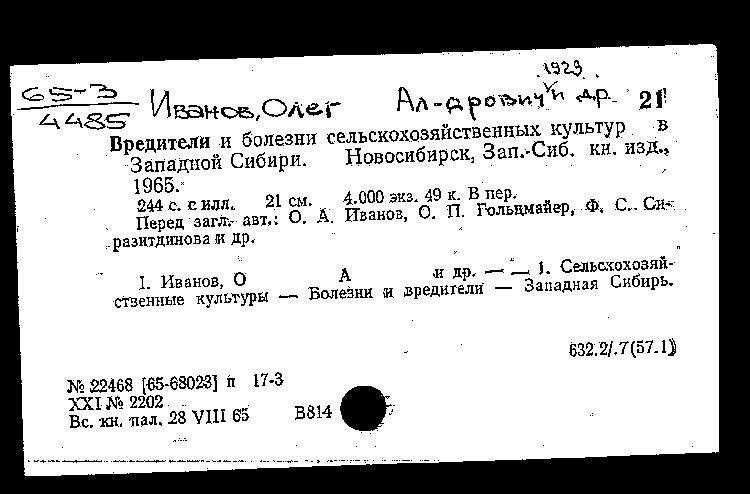 1923
65-3
4485
Иванов, Олег Ал-дрович и др. 21
Вредители и болезни сельскохозяйственных культур в
Западной Сибири. Новосибирск, Зап.-Сиб. кн. изд.,
1965.
244 с. с илл. 21 см. 4.000 экз. 49 к. В пер.
Перед загл. авт.: О. А. Иванов, О. П. Гольцмайер, Ф. С. Си-
разитдинова и др.
I. Иванов, О А и др. — — 1. Сельскохозяй-
ственные культуры — Болезни и вредители — Западная Сибирь.
632.2/.7(57.1)
№ 22468 [65-68023] п 17-3
XXI № 2202
Вс. кн. пал. 28 VIII 65 В814